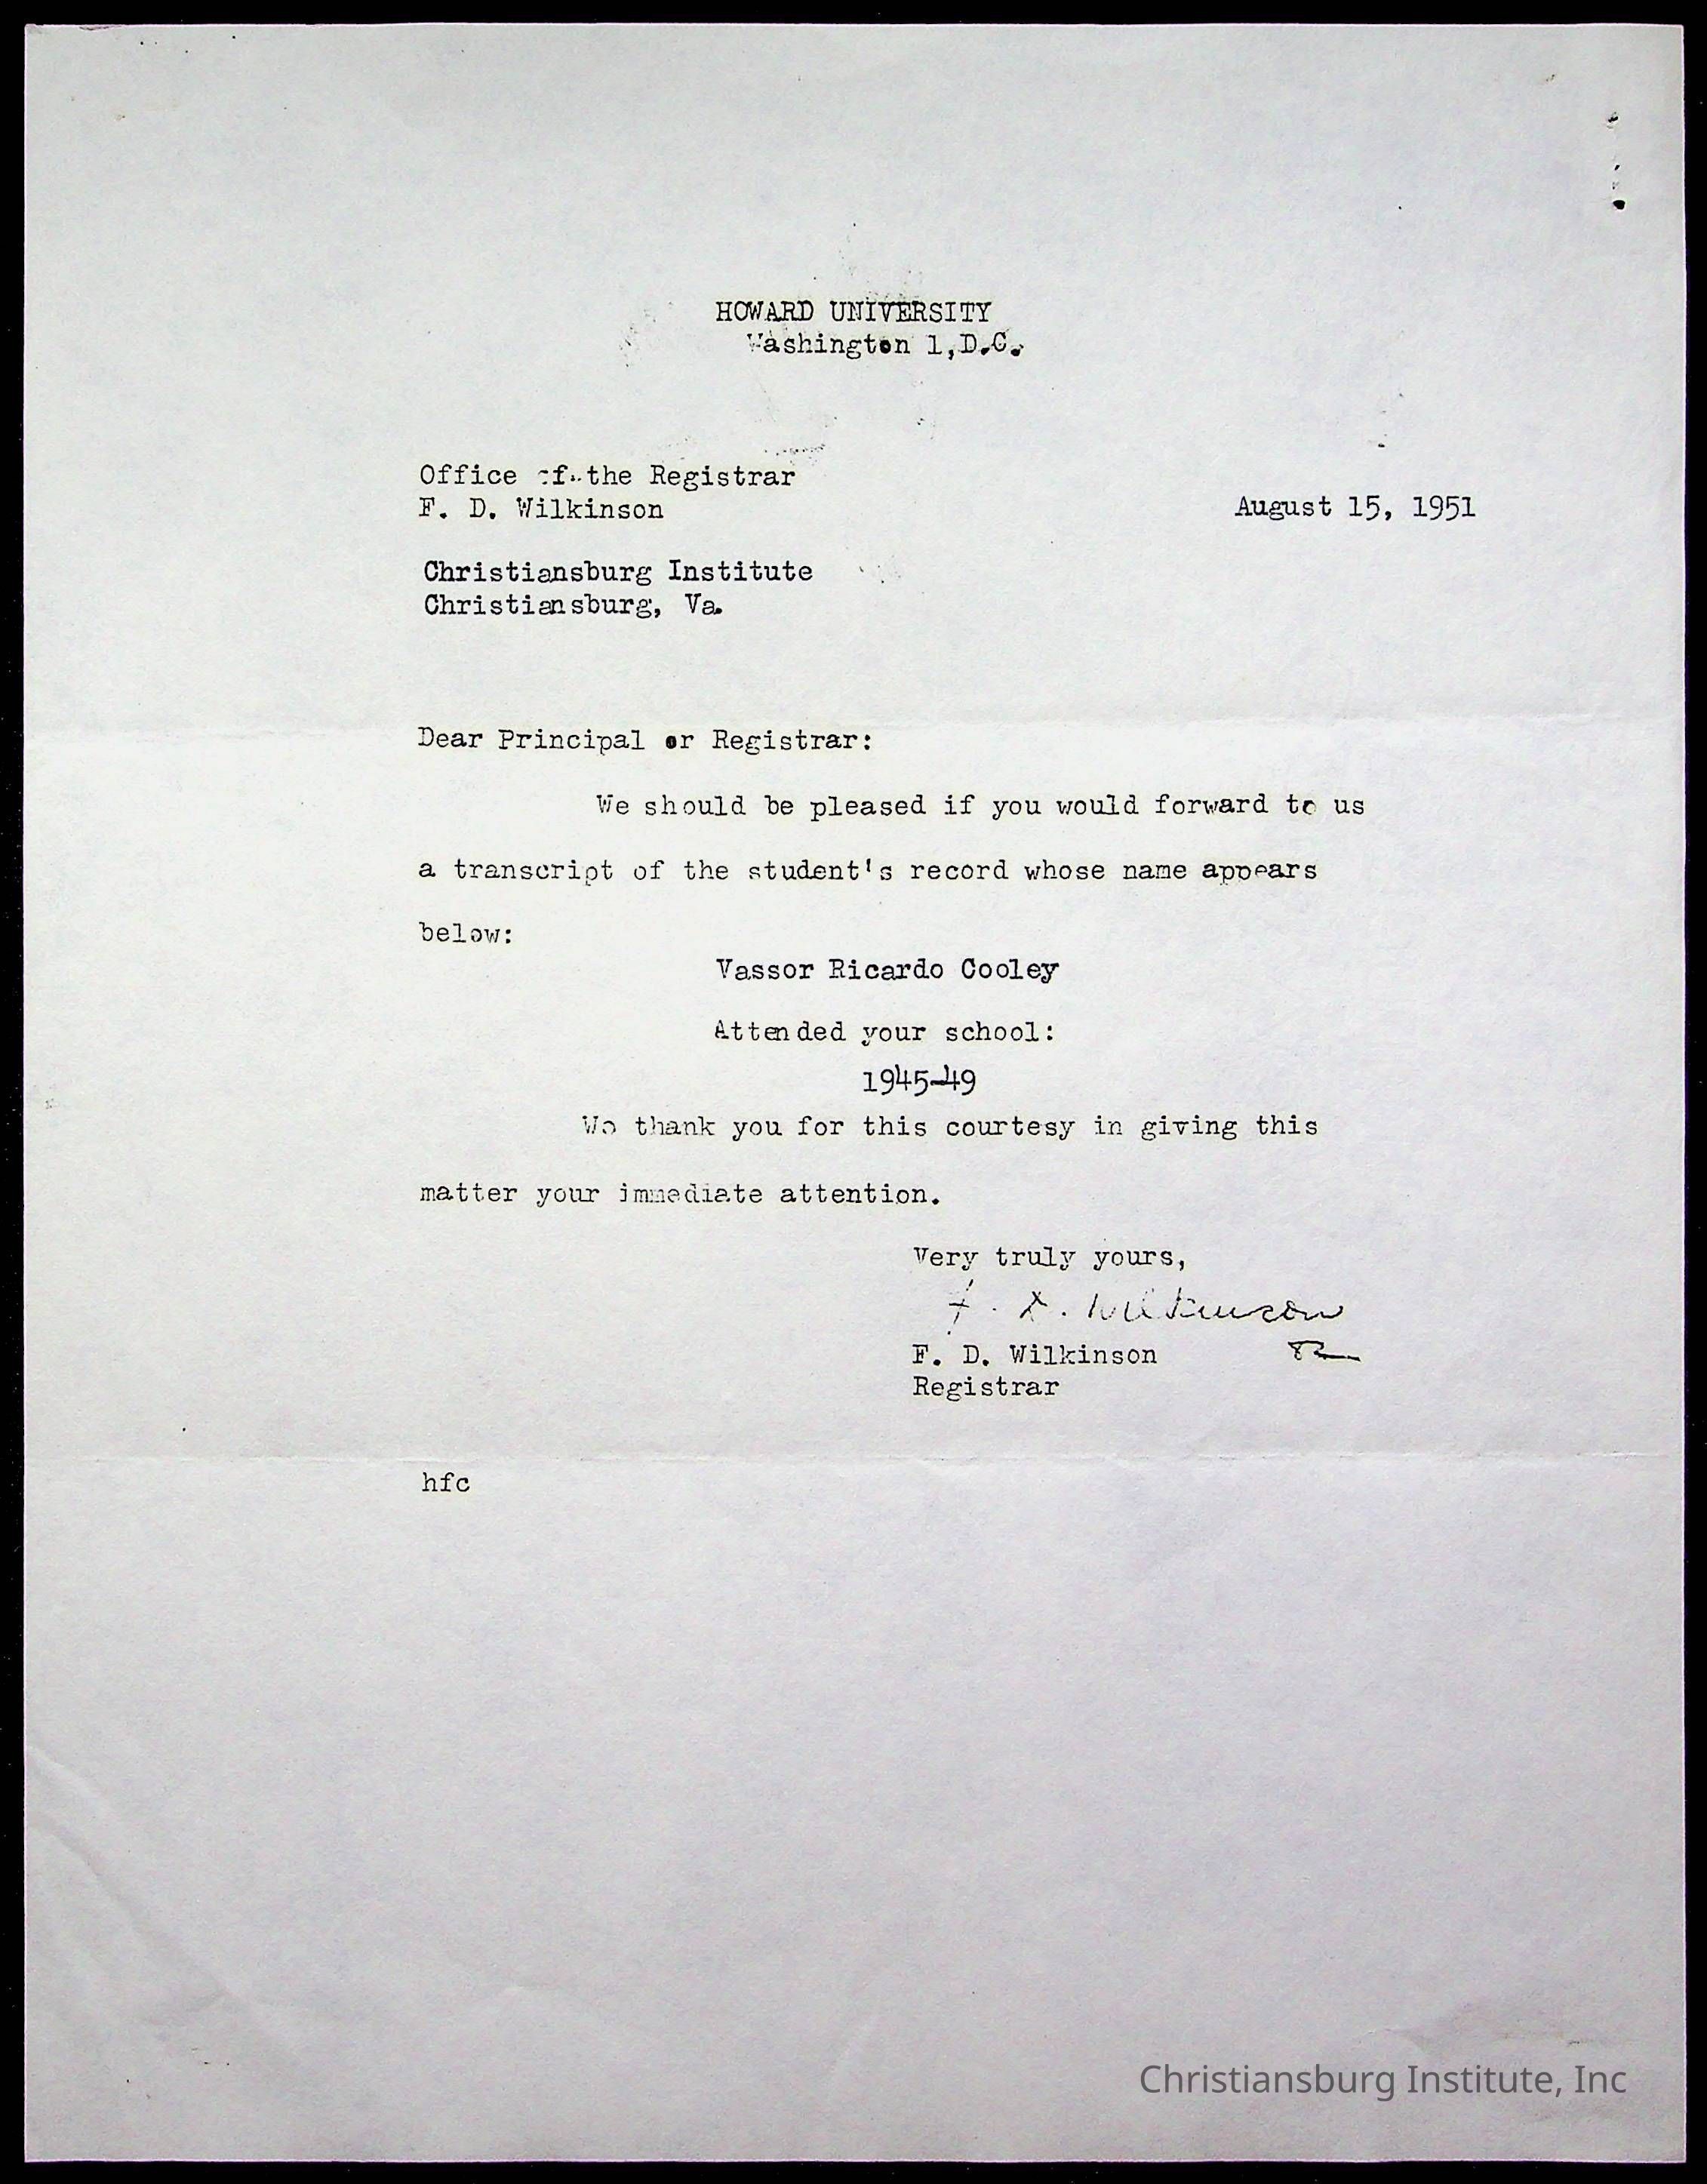 HOWARD UNIVERSITY
Washington 1,D.C.
Office of the Registrar
F. D. Wilkinson
August 15, 1951
Christiansburg Institute
Christiansburg, Va.
Dear Principal or Registrar:
We should be pleased if you would forward to us
a transcript of the student's record whose name appears
below:
Vassor Ricardo Cooley
Attended your school:
1945-49
We thank you for this courtesy in giving this
matter your immediate attention.
Very truly yours,
F. D. Wilkinson
F. D. Wilkinson
Registrar
hfc
Christiansburg Institute, Inc